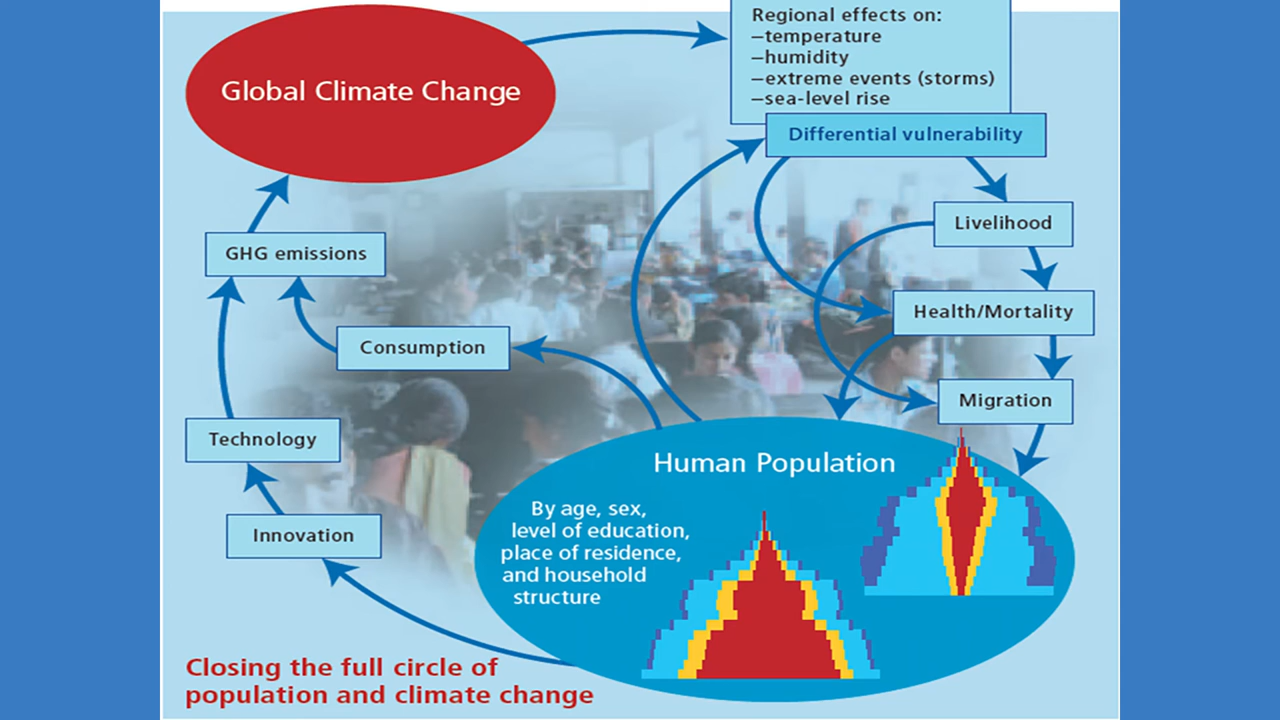 Global Climate Change
Regional effects on:
–temperature
–humidity
–extreme events (storms)
–sea-level rise
Differential vulnerability
Livelihood
GHG emissions
Health/Mortality
Consumption
Migration
Technology
Human Population
By age, sex,
level of education,
place of residence,
and household
structure
Innovation
Closing the full circle of
population and climate change